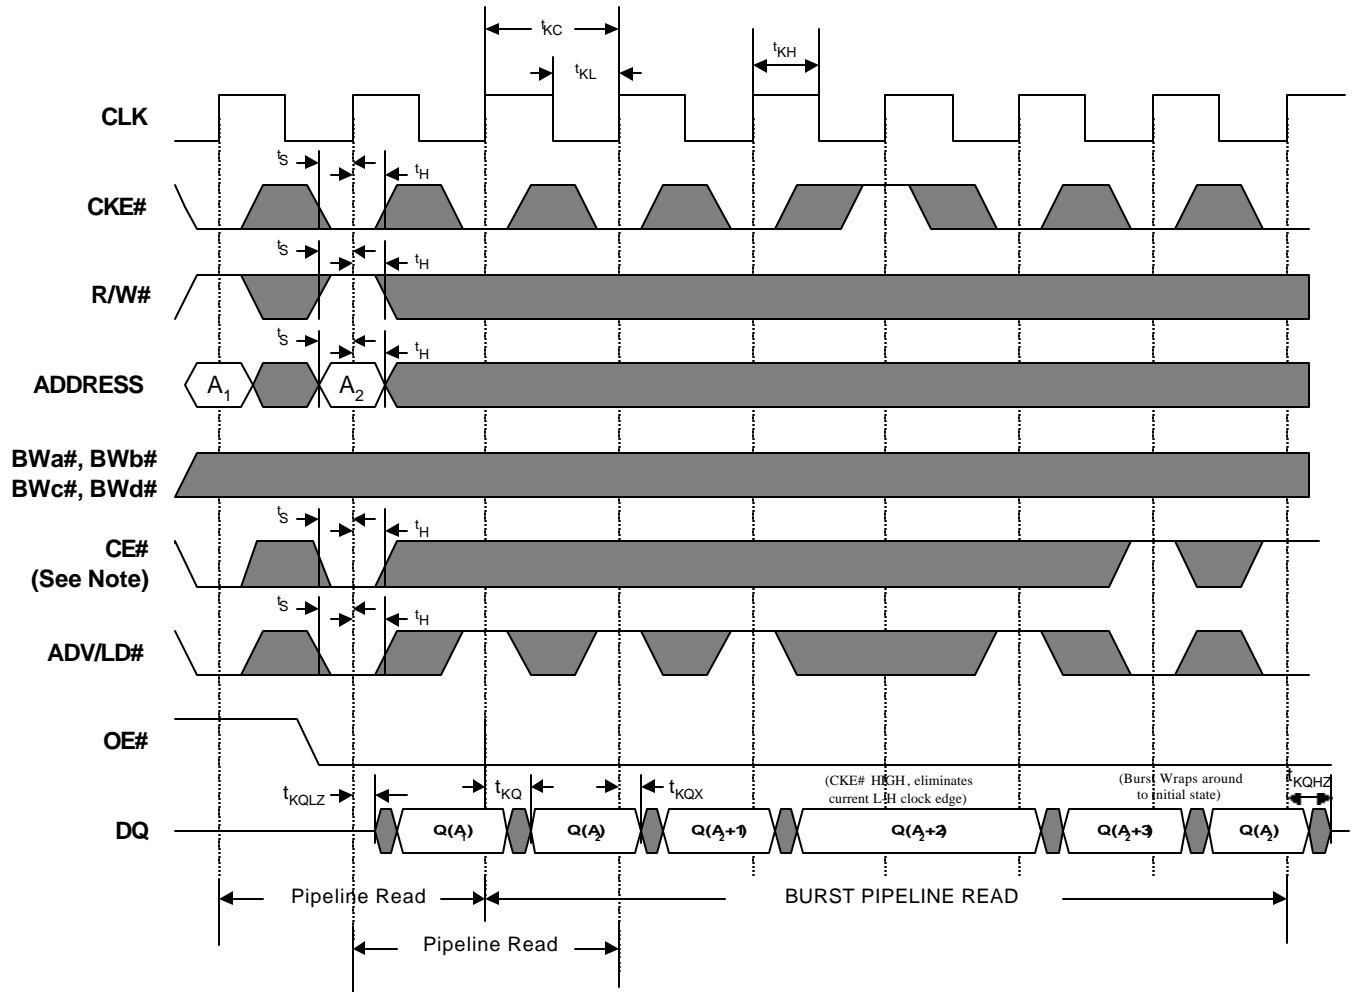 tKC
tKL
tKH
CLK
tS
tH
CKE#
tS
tH
R/W#
tS
tH
ADDRESS
A1
A2
BWa#, BWb#
BWc#, BWd#
tS
tH
CE#
(See Note)
tS
tH
ADV/LD#
OE#
tKQLZ
tKQ
tKQX
(CKE# HIGH, eliminates
current L-H clock edge)
(Burst Wraps around
to initial state)
tKQHZ
DQ
Q(A1)
Q(A2)
Q(A2+1)
Q(A2+2)
Q(A2+3)
Q(A2)
Pipeline Read
BURST PIPELINE READ
Pipeline Read